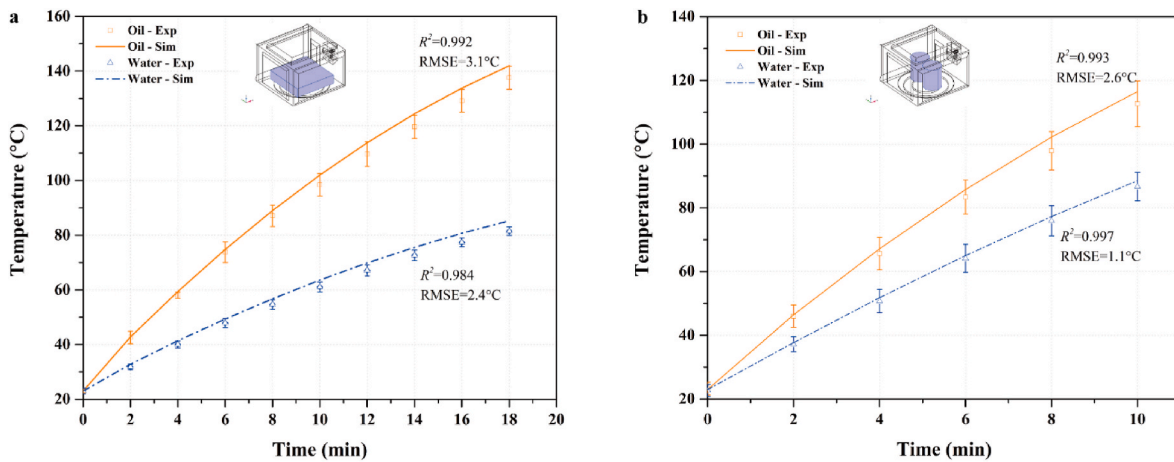 a
Oil - Exp
Oil - Sim
Water - Exp
Water - Sim
R²=0.992
RMSE=3.1°C
R²=0.984
RMSE=2.4°C
160
140
120
100
80
60
40
20
Temperature (°C)
0 2 4 6 8 10 12 14 16 18 20
Time (min)
b
Oil - Exp
Oil - Sim
Water - Exp
Water - Sim
R²=0.993
RMSE=2.6°C
R²=0.997
RMSE=1.1°C
140
120
100
80
60
40
20
Temperature (°C)
0 2 4 6 8 10
Time (min)